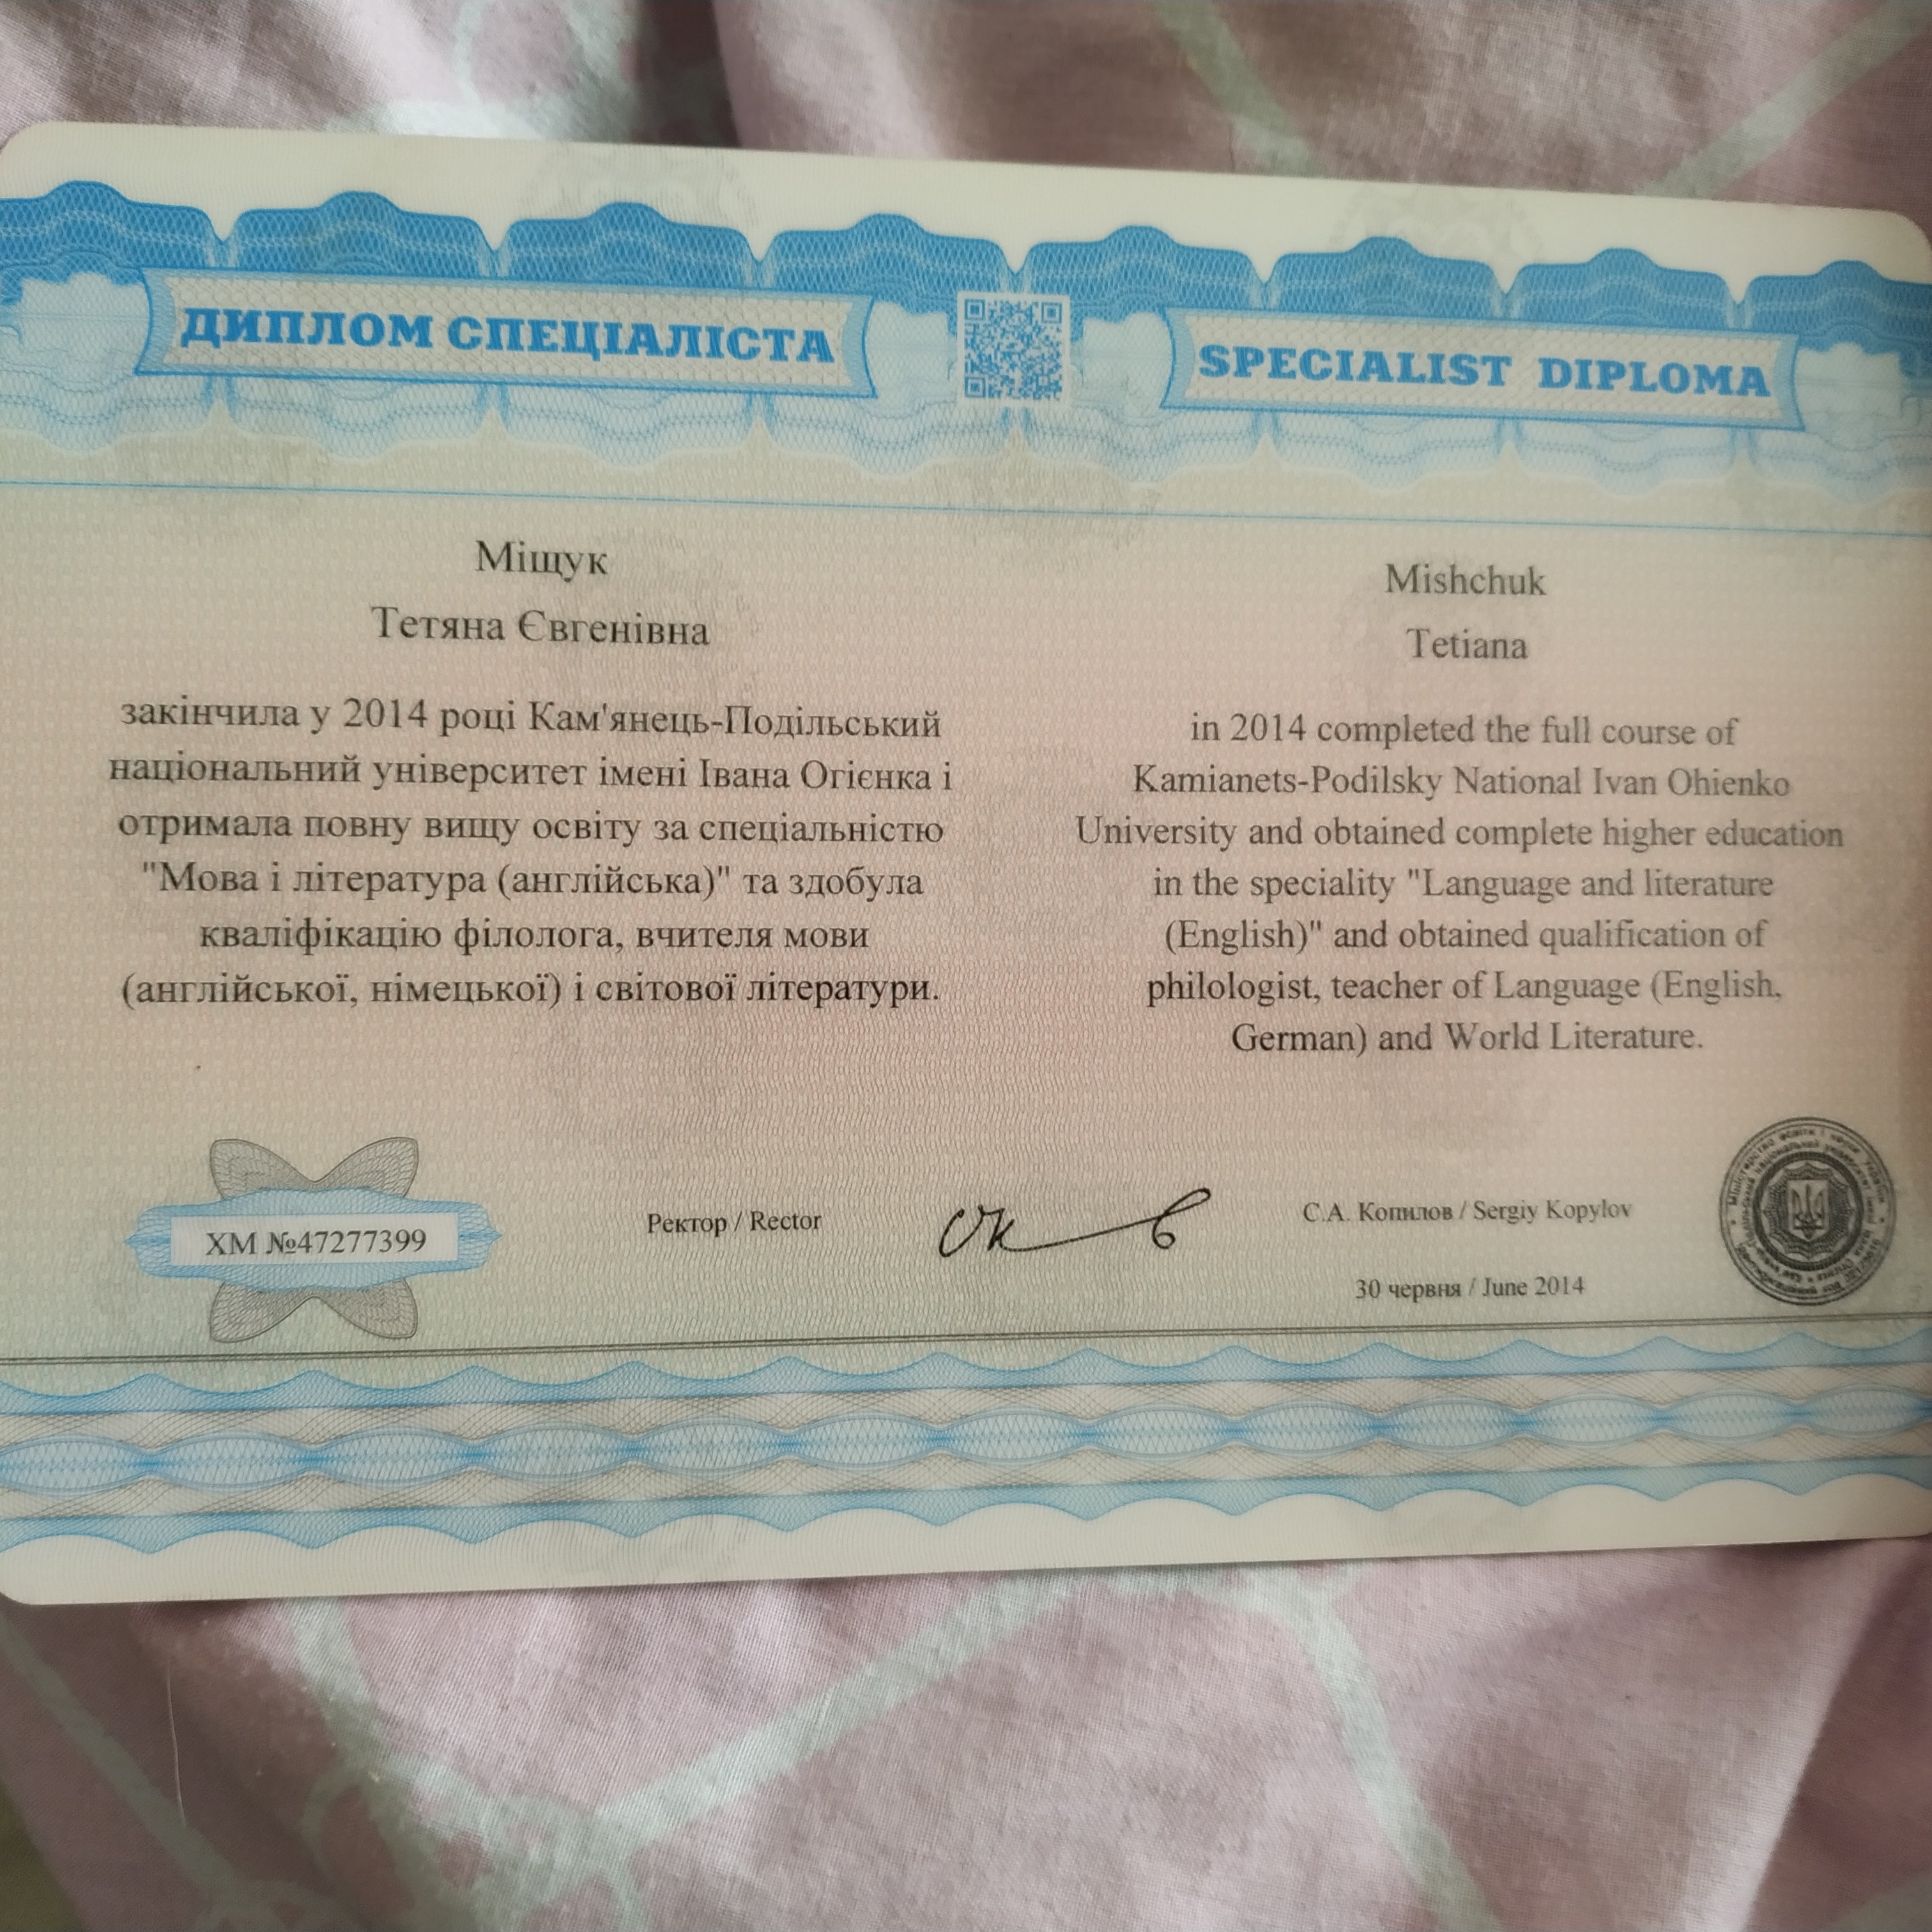 ДИПЛОМ СПЕЦІАЛІСТА
Міщук
Тетяна Євгенівна
закінчила у 2014 році Кам'янець-Подільський
національний університет імені Івана Огієнка і
отримала повну вищу освіту за спеціальністю
"Мова і література (англійська)" та здобула
кваліфікацію філолога, вчителя мови
(англійської, німецької) і світової літератури.
SPECIALIST DIPLOMA
Mishchuk
Tetiana
in 2014 completed the full course of
Kamianets-Podilsky National Ivan Ohienko
University and obtained complete higher education
in the speciality "Language and literature
(English)" and obtained qualification of
philologist, teacher of Language (English,
German) and World Literature.
ХМ №47277399
Ректор / Rector
С.А. Копилов / Sergiy Kopylov
30 червня / June 2014